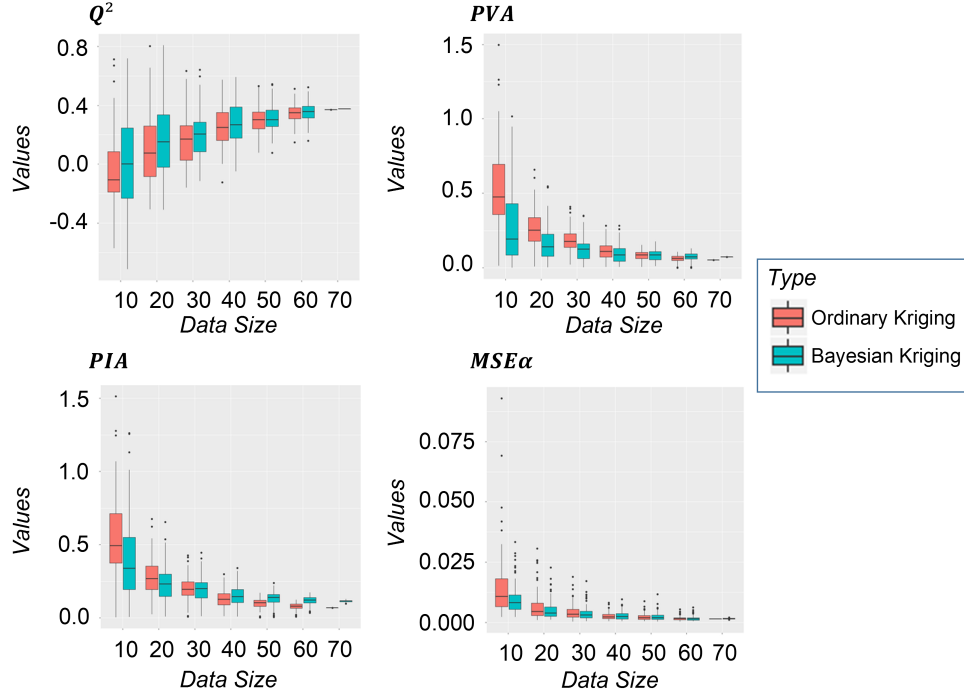 Q²
0.8
0.4
0.0
-0.4
Values
10 20 30 40 50 60 70
Data Size
PVA
1.5
1.0
0.5
0.0
Values
10 20 30 40 50 60 70
Data Size
Type
Ordinary Kriging
Bayesian Kriging
PIA
1.5
1.0
0.5
0.0
Values
10 20 30 40 50 60 70
Data Size
MSEα
0.075
0.050
0.025
0.000
Values
10 20 30 40 50 60 70
Data Size